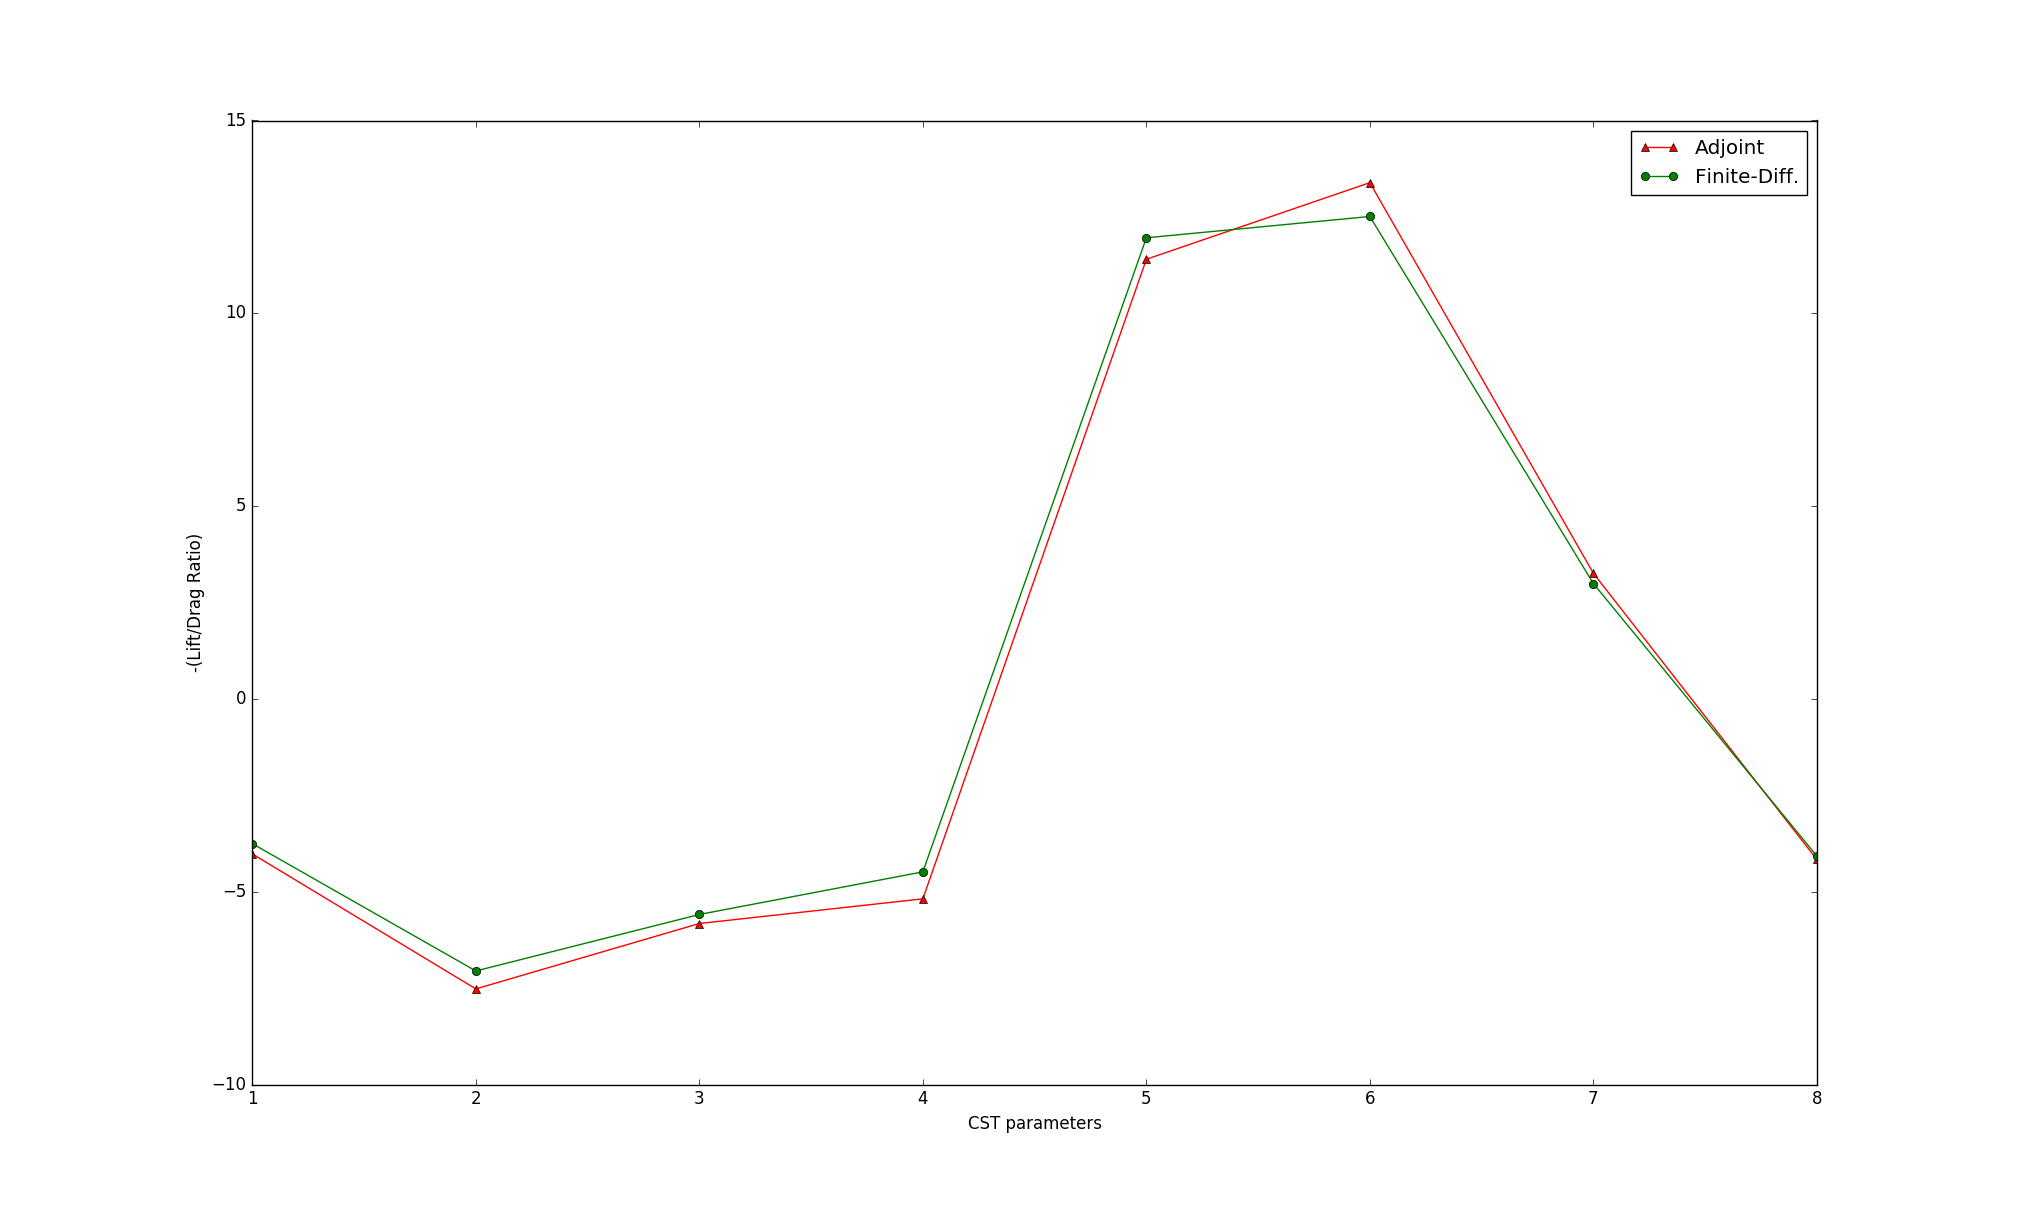 15
10
5
0
−5
−10
-(Lift/Drag Ratio)
Adjoint
Finite-Diff.
1 2 3 4 5 6 7 8
CST parameters